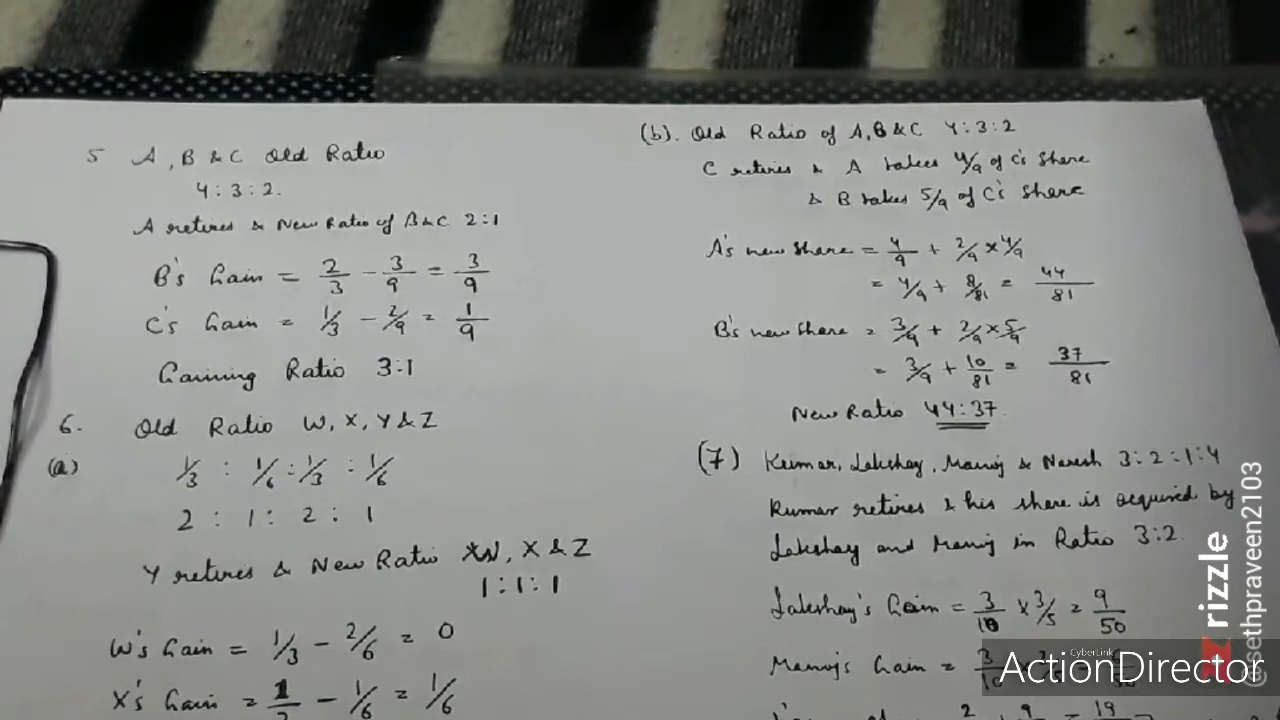 5 A, B & C Old Ratio
4:3:2.
A retires & New Ratio of B&C 2:1
B's Gain = 2/3 - 3/9 = 3/9
C's Gain = 1/3 - 2/9 = 1/9
Gaining Ratio 3:1
6. Old Ratio W, X, Y & Z
(a) 1/3 : 1/6 : 1/3 : 1/6
2 : 1 : 2 : 1
Y retires & New Ratio W, X & Z
1:1:1
W's Gain = 1/3 - 2/6 = 0
X's Gain = 1/3 - 1/6 = 1/6
(b). Old Ratio of A, B & C 4:3:2
C retires & A takes 4/9 of C's Share
& B takes 5/9 of C's Share
A's new share = 4/9 + 2/9 × 4/9
= 4/9 + 8/81 = 44/81
B's new share = 3/9 + 2/9 × 5/9
= 3/9 + 10/81 = 37/81
New Ratio 44:37.
(7) Kumar, Lakshay, Manoj & Naresh 3:2:1:4
Kumar retires & his share is acquired by
Lakshay and Manoj in Ratio 3:2.
Lakshay's Gain = 3/10 × 3/5 = 9/50
Manoj's Gain = 3/10
rizzle
@sethpraveen2103
CyberLink
ActionDirector